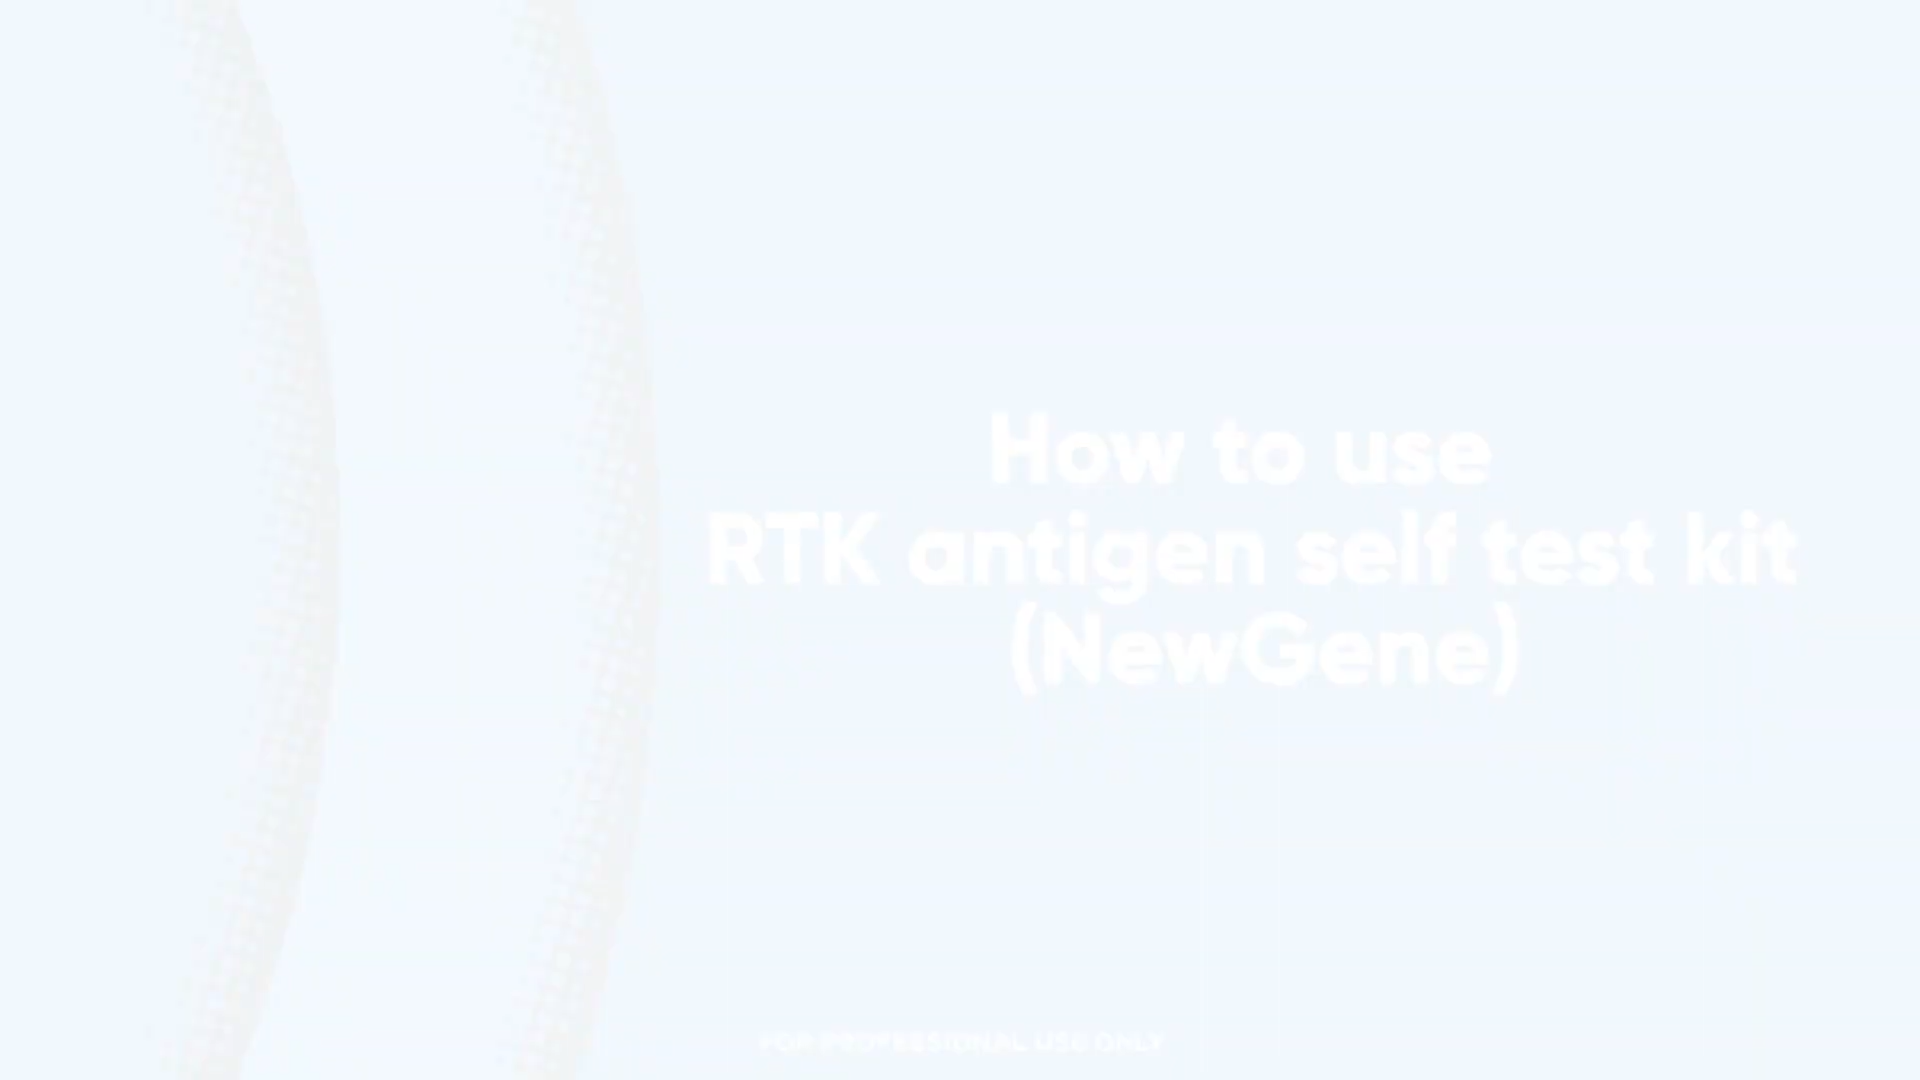 How to use
RTK antigen self test kit
(NewGene)
FOR PROFESSIONAL USE ONLY